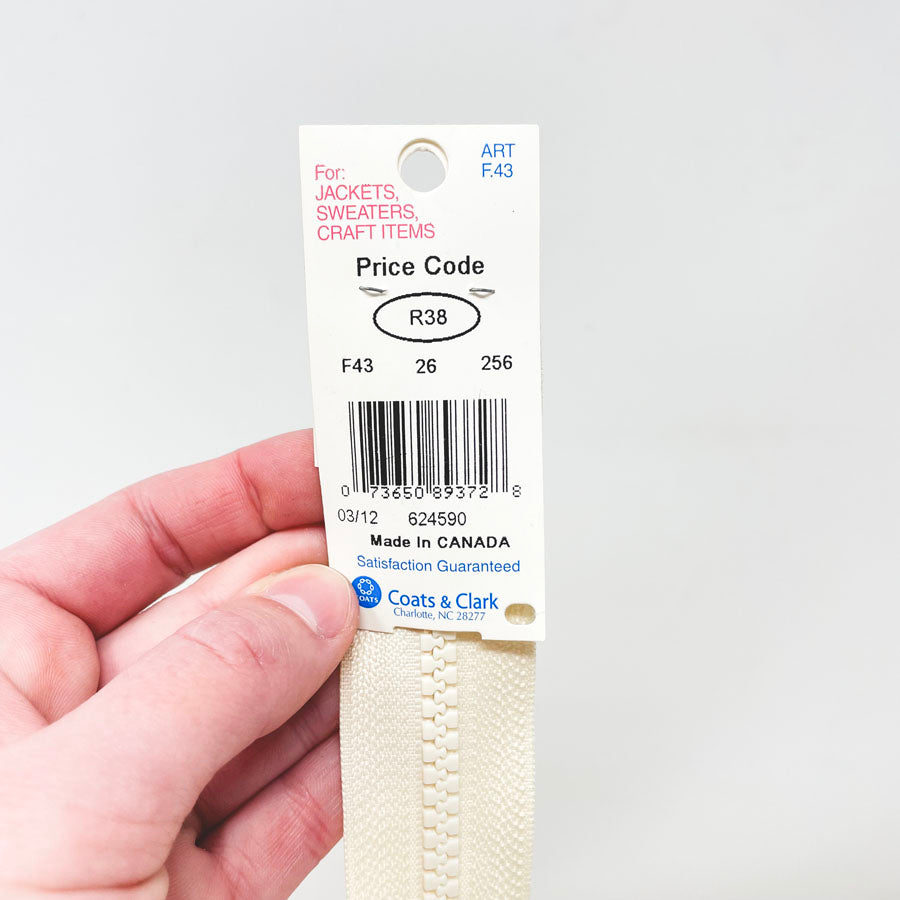 ART
F.43
For:
JACKETS,
SWEATERS,
CRAFT ITEMS
Price Code
R38
F43 26 256
0 73650 89372 8
03/12 624590
Made In CANADA
Satisfaction Guaranteed
COATS
Coats & Clark
Charlotte, NC 28277